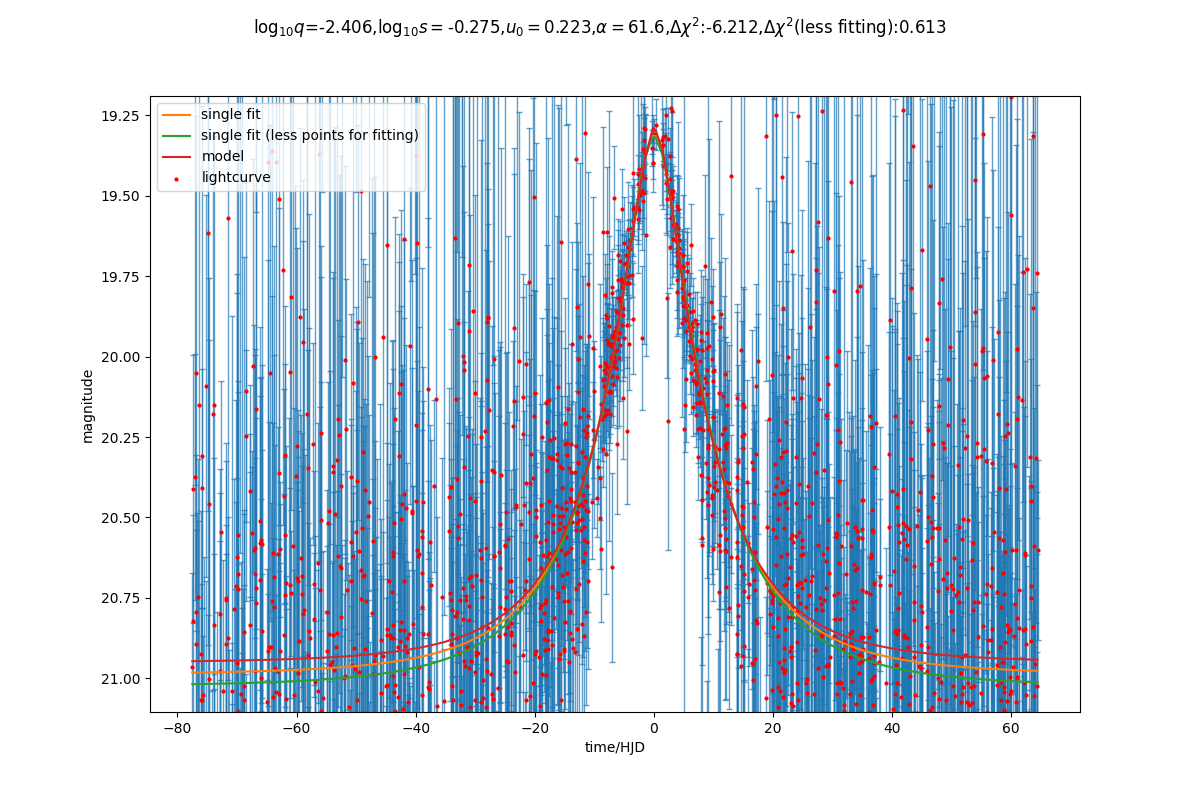 log₁₀q=-2.406,log₁₀s = -0.275,u₀ = 0.223,α = 61.6,Δχ²:-6.212,Δχ²(less fitting):0.613
single fit
single fit (less points for fitting)
model
lightcurve
19.25
19.50
19.75
20.00
20.25
20.50
20.75
21.00
magnitude
−80
−60
−40
−20
0
20
40
60
time/HJD